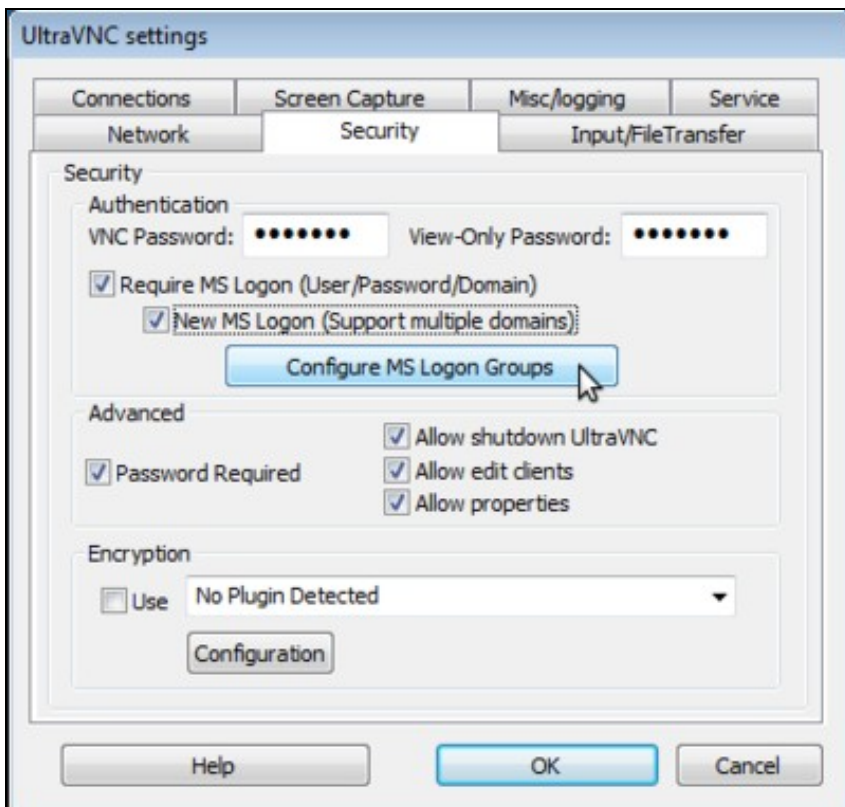 UltraVNC settings
Connections Screen Capture Misc/logging Service
Network Security Input/FileTransfer
Security
Authentication
VNC Password: ••••••• View-Only Password: •••••••
Require MS Logon (User/Password/Domain)
New MS Logon (Support multiple domains)
Configure MS Logon Groups
Advanced
Allow shutdown UltraVNC
Password Required Allow edit clients
Allow properties
Encryption
Use No Plugin Detected
Configuration
Help OK Cancel